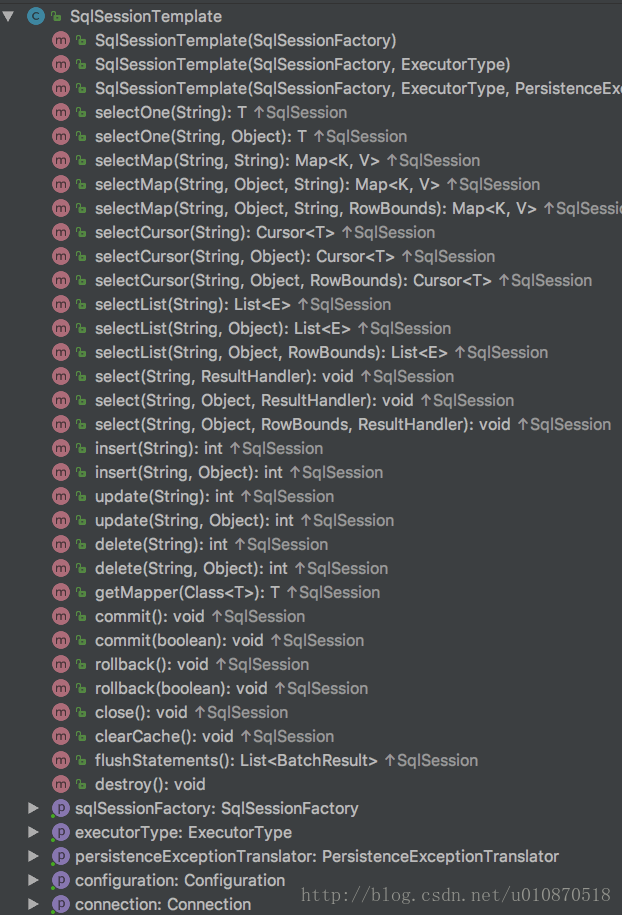 SqlSessionTemplate
SqlSessionTemplate(SqlSessionFactory)
SqlSessionTemplate(SqlSessionFactory, ExecutorType)
SqlSessionTemplate(SqlSessionFactory, ExecutorType, PersistenceEx
selectOne(String): T ↑SqlSession
selectOne(String, Object): T ↑SqlSession
selectMap(String, String): Map<K, V> ↑SqlSession
selectMap(String, Object, String): Map<K, V> ↑SqlSession
selectMap(String, Object, String, RowBounds): Map<K, V> ↑SqlSessi
selectCursor(String): Cursor<T> ↑SqlSession
selectCursor(String, Object): Cursor<T> ↑SqlSession
selectCursor(String, Object, RowBounds): Cursor<T> ↑SqlSession
selectList(String): List<E> ↑SqlSession
selectList(String, Object): List<E> ↑SqlSession
selectList(String, Object, RowBounds): List<E> ↑SqlSession
select(String, ResultHandler): void ↑SqlSession
select(String, Object, ResultHandler): void ↑SqlSession
select(String, Object, RowBounds, ResultHandler): void ↑SqlSession
insert(String): int ↑SqlSession
insert(String, Object): int ↑SqlSession
update(String): int ↑SqlSession
update(String, Object): int ↑SqlSession
delete(String): int ↑SqlSession
delete(String, Object): int ↑SqlSession
getMapper(Class<T>): T ↑SqlSession
commit(): void ↑SqlSession
commit(boolean): void ↑SqlSession
rollback(): void ↑SqlSession
rollback(boolean): void ↑SqlSession
close(): void ↑SqlSession
clearCache(): void ↑SqlSession
flushStatements(): List<BatchResult> ↑SqlSession
destroy(): void
sqlSessionFactory: SqlSessionFactory
executorType: ExecutorType
persistenceExceptionTranslator: PersistenceExceptionTranslator
configuration: Configuration
connection: Connection
http://blog.csdn.net/u010870518